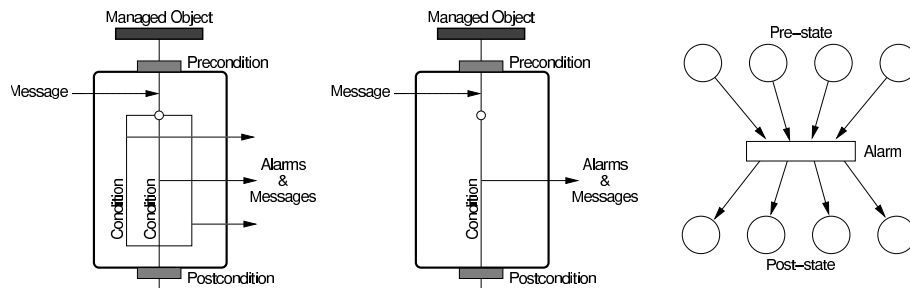 Managed Object
Precondition
Message
Condition
Condition
Alarms
&
Messages
Postcondition
Managed Object
Precondition
Message
Condition
Alarms
&
Messages
Postcondition
Pre–state
Alarm
Post–state